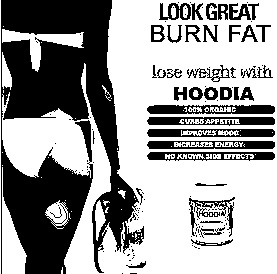 LOOK GREAT
BURN FAT
lose weight with
HOODIA
100% ORGANIC
CURBS APPETITE
IMPROVES MOOD
INCREASES ENERGY
NO KNOWN SIDE EFFECTS
HOODIA